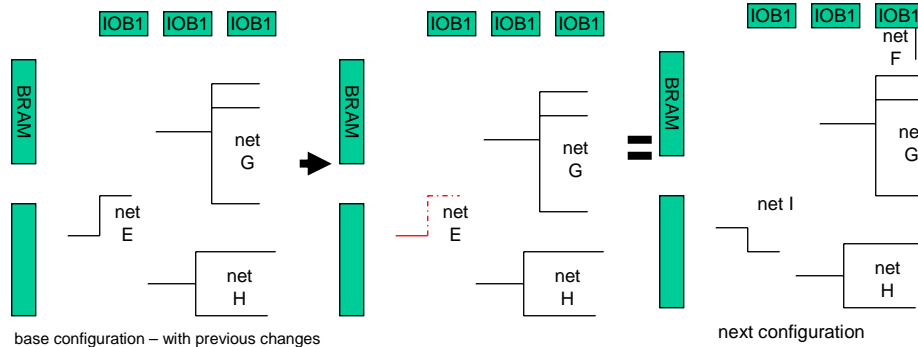 IOB1 IOB1 IOB1
IOB1 IOB1 IOB1
IOB1 IOB1 IOB1
net
F
BRAM
BRAM
BRAM
net
G
net
G
net
G
net
E
net
E
net I
net
H
net
H
net
H
base configuration – with previous changes
next configuration